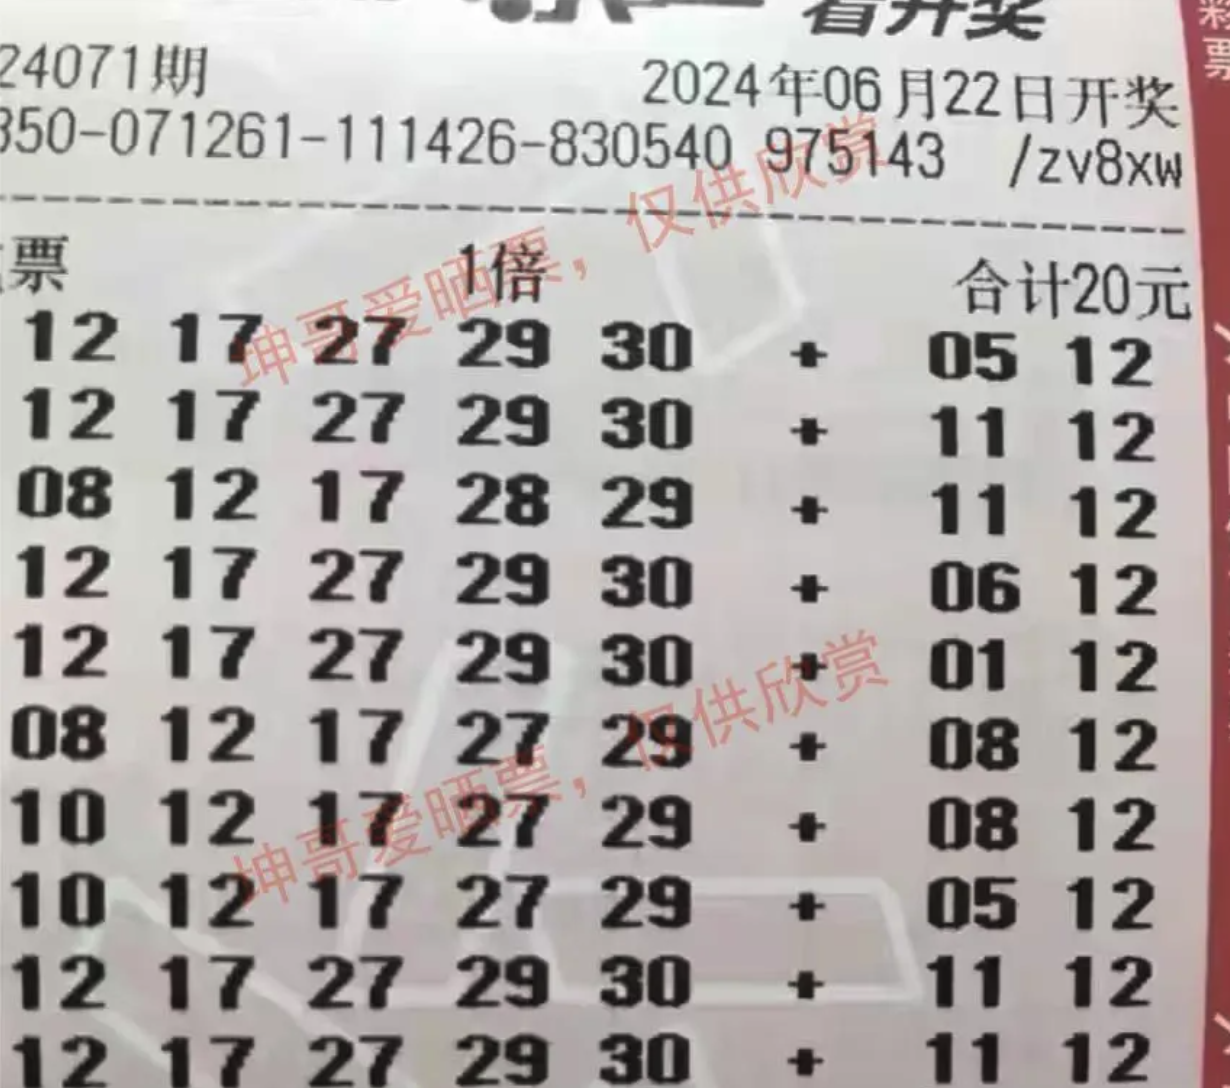 看开奖
24071期 2024年06月22日开奖
350-071261-111426-830540 975143 /zv8xw
票 1倍 合计20元
12 17 27 29 30 + 05 12
12 17 27 29 30 + 11 12
08 12 17 28 29 + 11 12
12 17 27 29 30 + 06 12
12 17 27 29 30 + 01 12
08 12 17 27 29 + 08 12
10 12 17 27 29 + 08 12
10 12 17 27 29 + 05 12
12 17 27 29 30 + 11 12
12 17 27 29 30 + 11 12
坤哥爱晒票，仅供欣赏
坤哥爱晒票，仅供欣赏
彩票